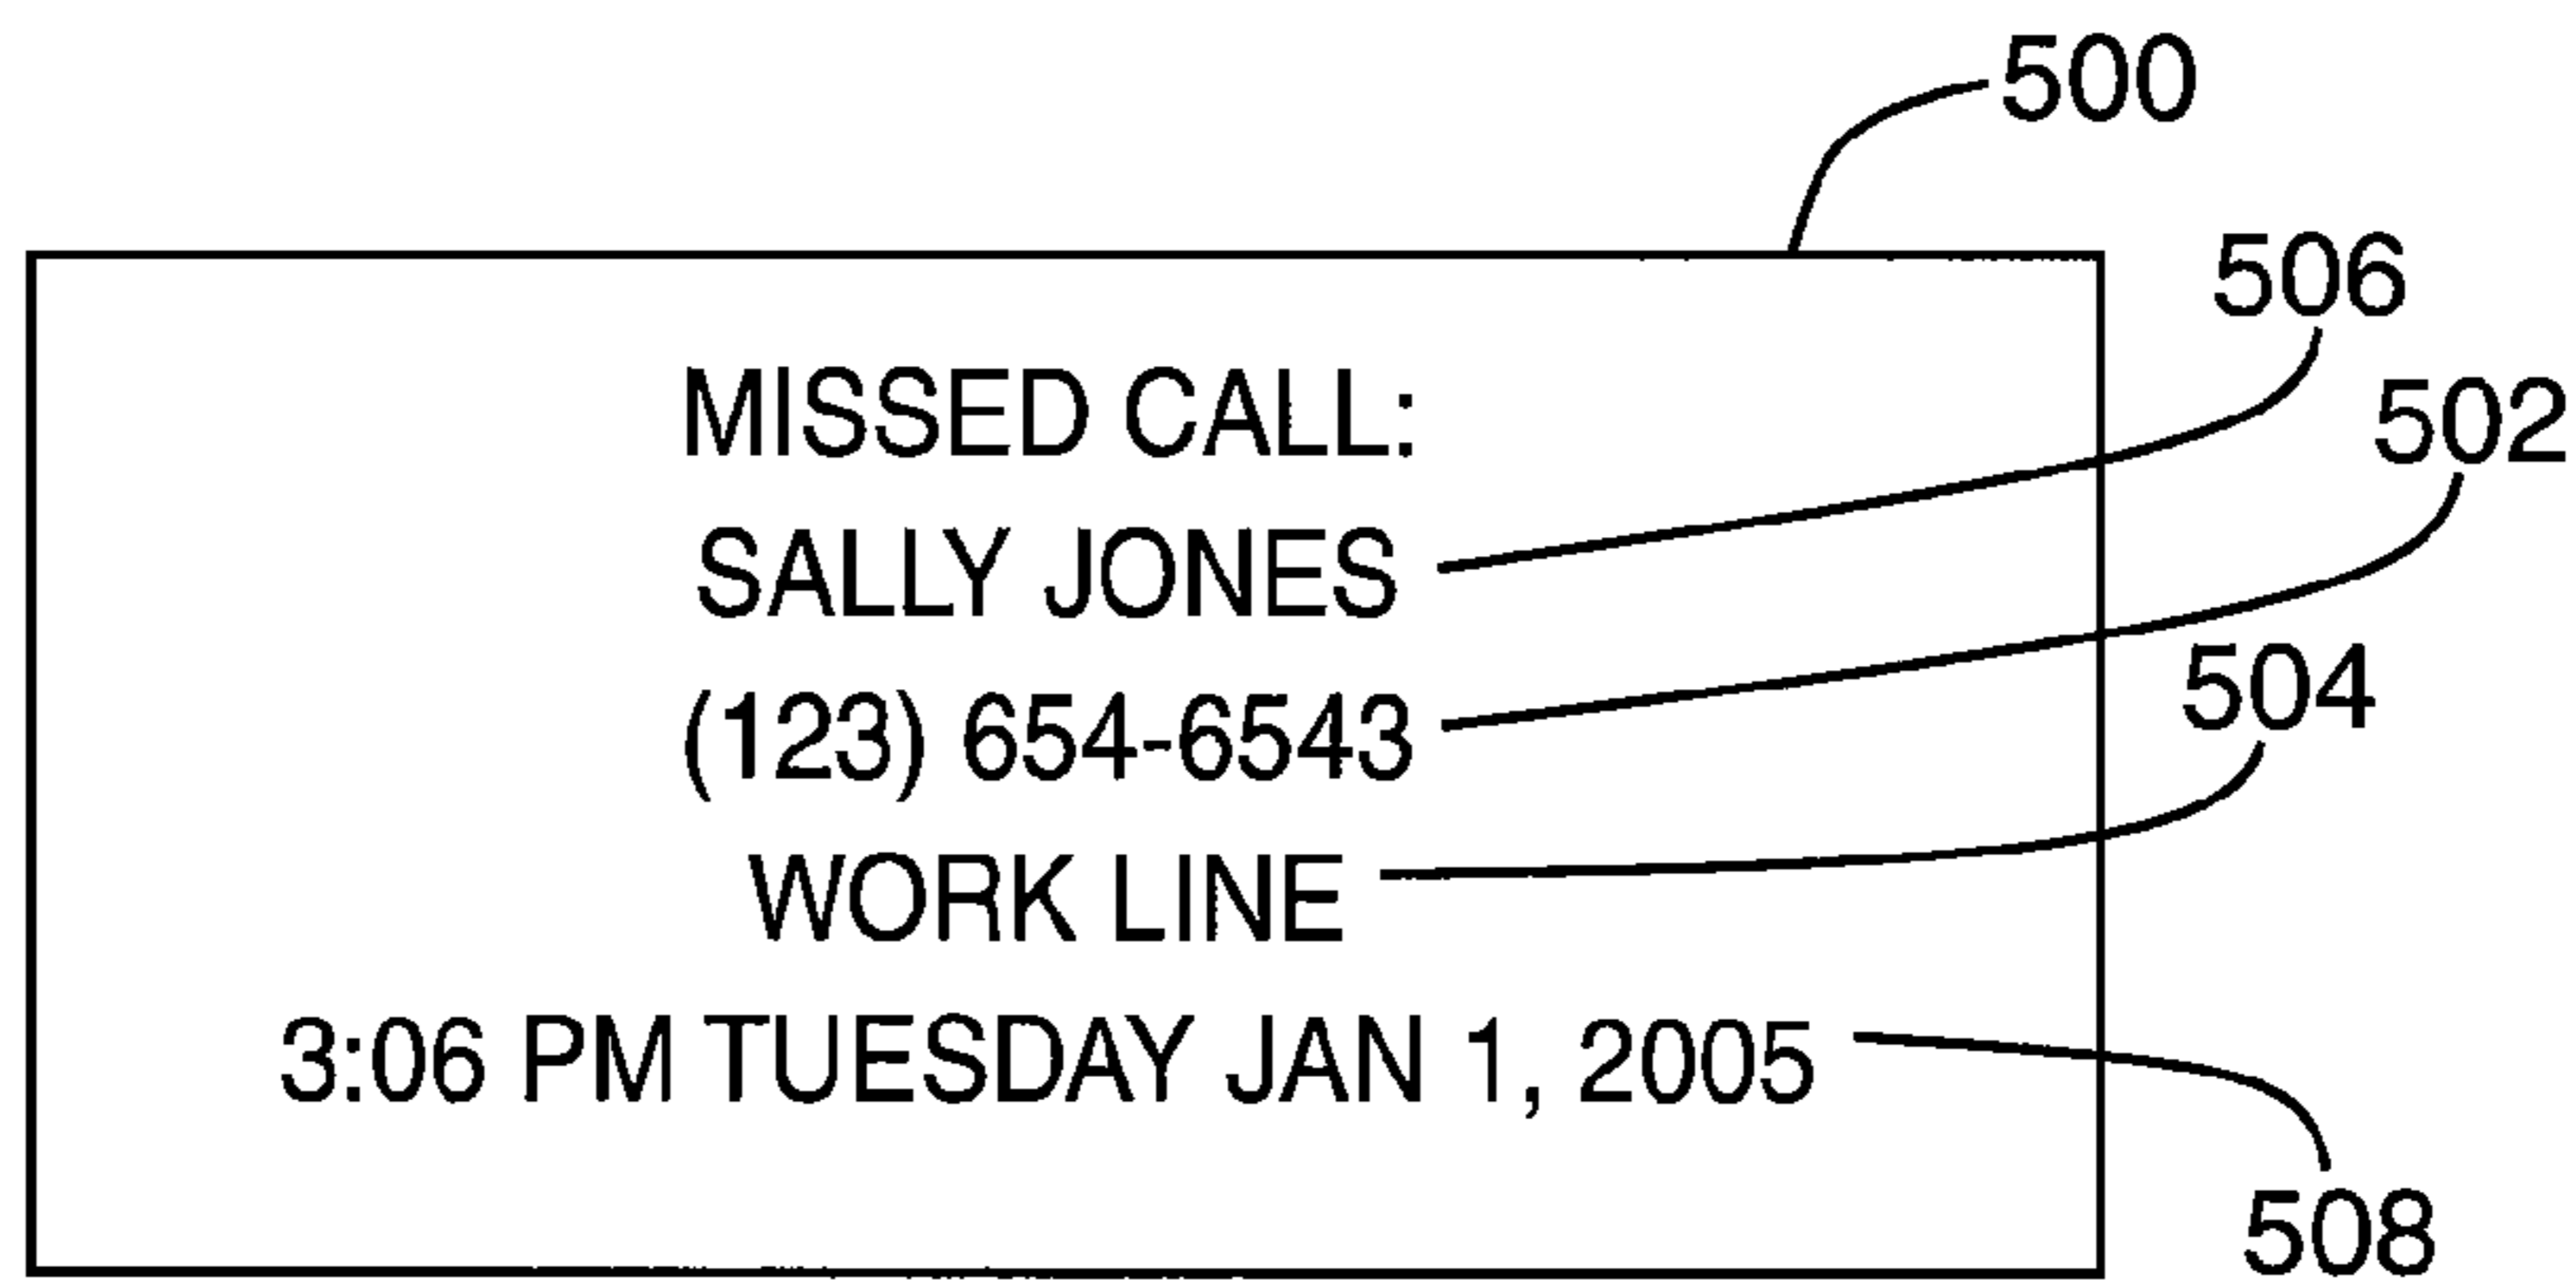 500
506
MISSED CALL:
502
SALLY JONES
504
(123) 654-6543
WORK LINE
3:06 PM TUESDAY JAN 1, 2005
508